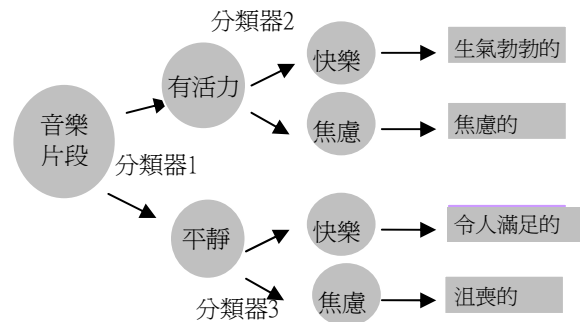 分類器2
快樂
生氣勃勃的
有活力
焦慮
焦慮的
音樂
片段
分類器1
快樂
令人滿足的
平靜
分類器3
焦慮
沮喪的